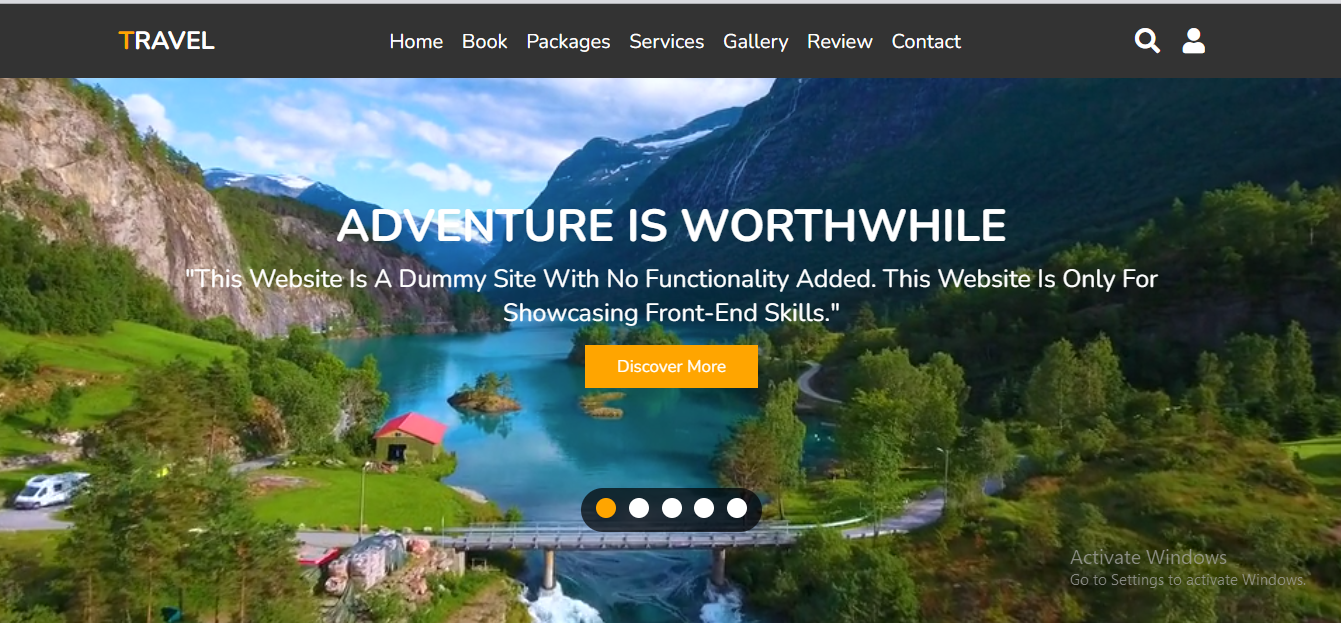 TRAVEL
Home Book Packages Services Gallery Review Contact
ADVENTURE IS WORTHWHILE
"This Website Is A Dummy Site With No Functionality Added. This Website Is Only For
Showcasing Front-End Skills."
Discover More
Activate Windows
Go to Settings to activate Windows.